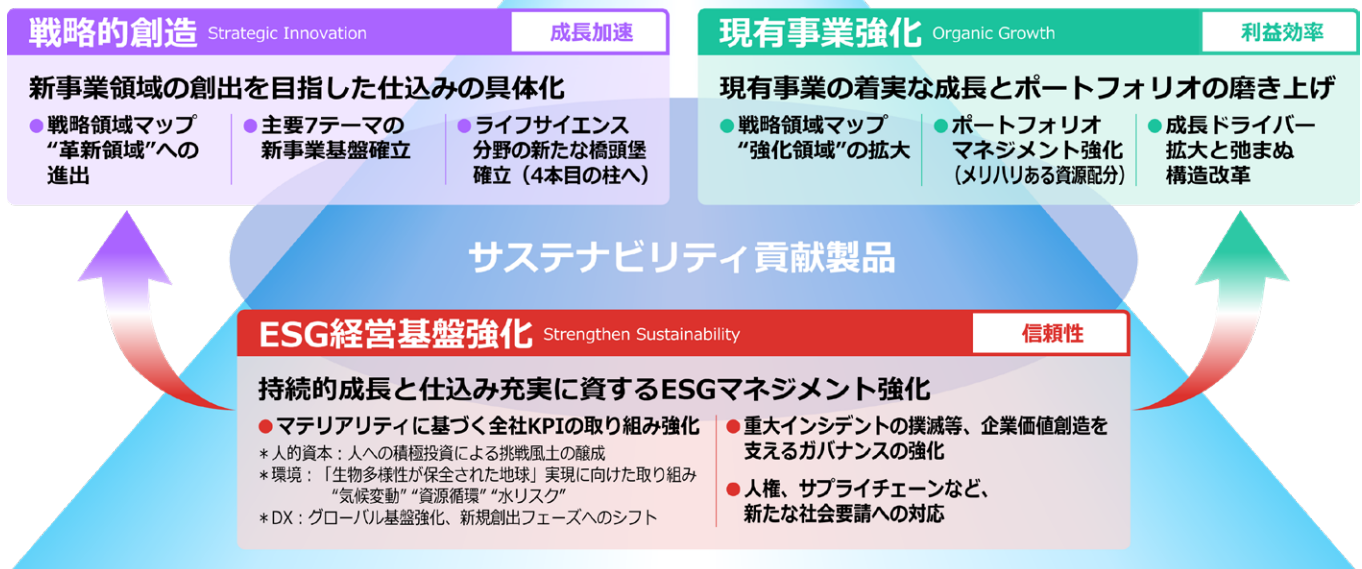 戦略的創造 Strategic Innovation 成長加速
新事業領域の創出を目指した仕込みの具体化
●戦略領域マップ
“革新領域”への
進出
●主要7テーマの
新事業基盤確立
●ライフサイエンス
分野の新たな橋頭堡
確立（4本目の柱へ）
現有事業強化 Organic Growth 利益効率
現有事業の着実な成長とポートフォリオの磨き上げ
●戦略領域マップ
“強化領域”の拡大
●ポートフォリオ
マネジメント強化
（メリハリある資源配分）
●成長ドライバー
拡大と弛まぬ
構造改革
サステナビリティ貢献製品
ESG経営基盤強化 Strengthen Sustainability 信頼性
持続的成長と仕込み充実に資するESGマネジメント強化
●マテリアリティに基づく全社KPIの取り組み強化
＊人的資本：人への積極投資による挑戦風土の醸成
＊環境：「生物多様性が保全された地球」実現に向けた取り組み
“気候変動” “資源循環” “水リスク”
＊DX：グローバル基盤強化、新規創出フェーズへのシフト
●重大インシデントの撲滅等、企業価値創造を
支えるガバナンスの強化
●人権、サプライチェーンなど、
新たな社会要請への対応